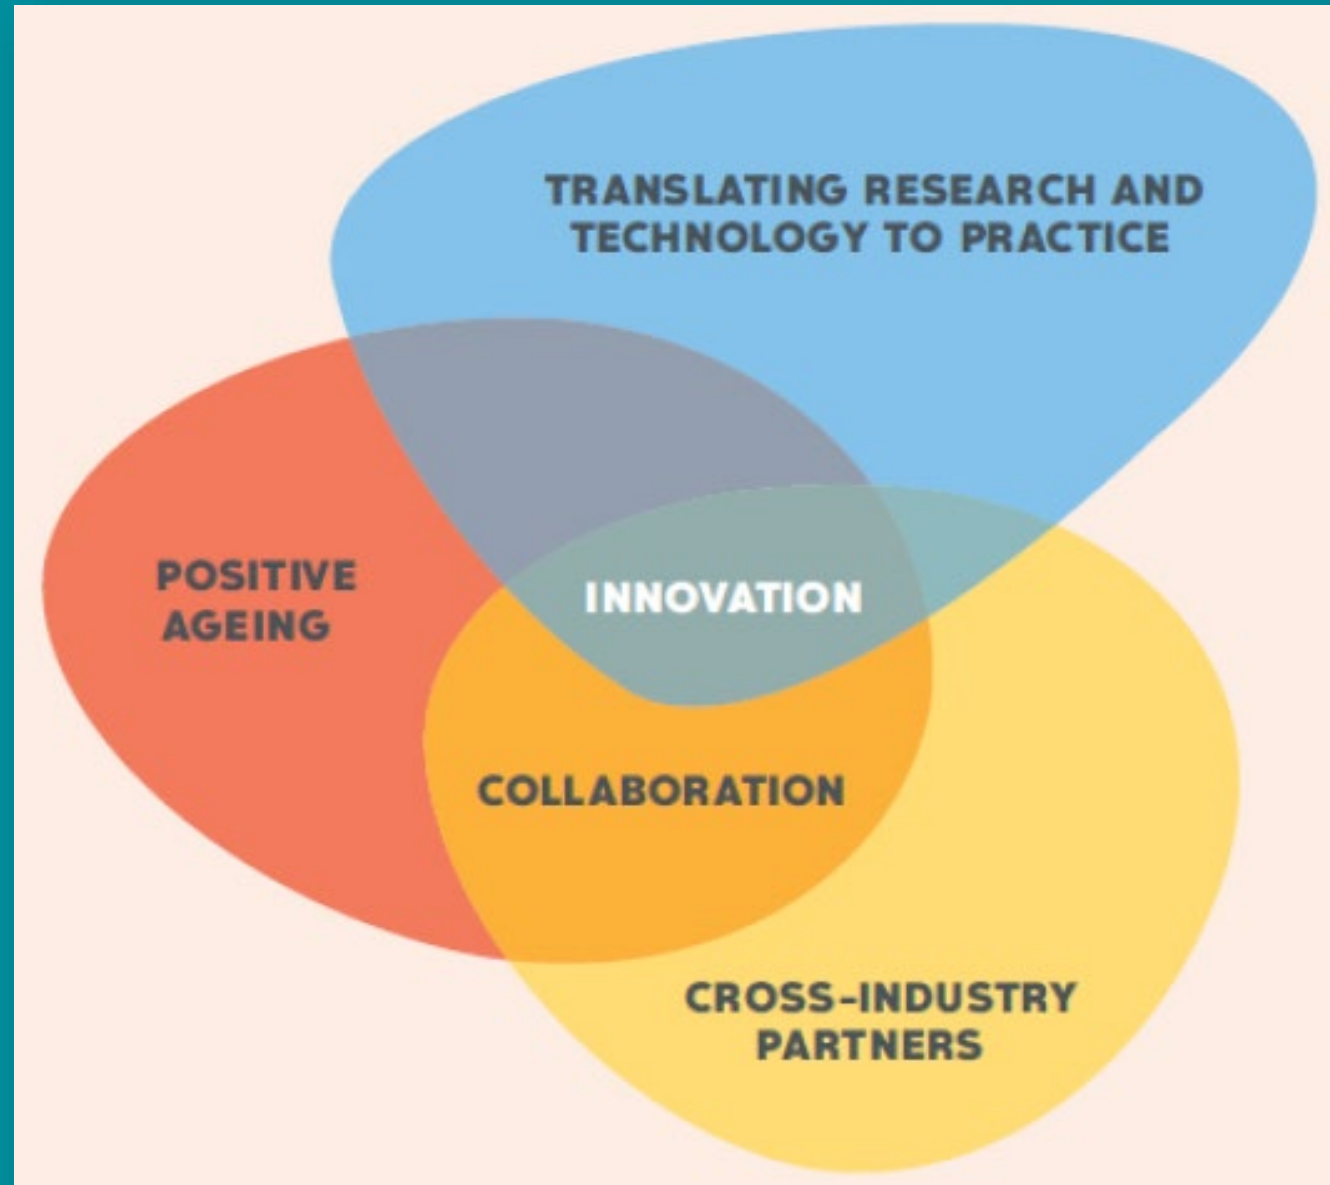 TRANSLATING RESEARCH AND
TECHNOLOGY TO PRACTICE
POSITIVE
AGEING
INNOVATION
COLLABORATION
CROSS-INDUSTRY
PARTNERS